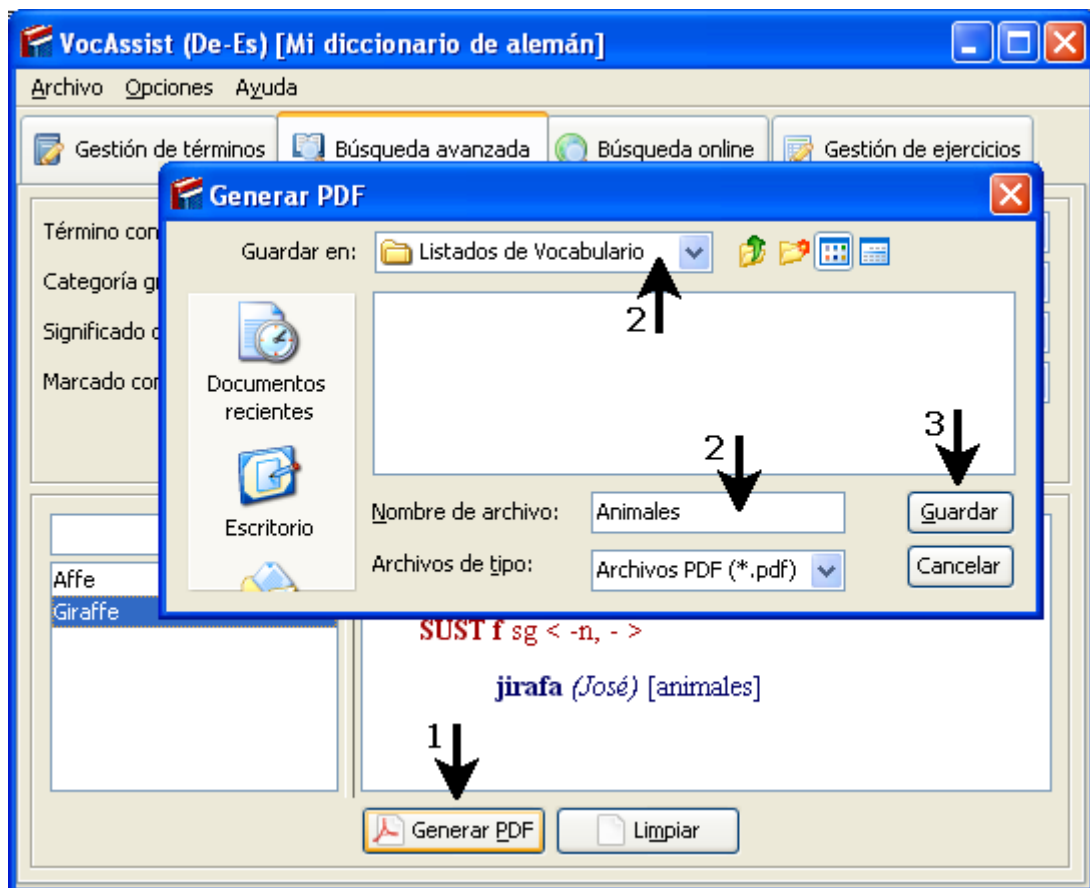 VocAssist (De-Es) [Mi diccionario de alemán]
Archivo Opciones Ayuda
Gestión de términos Búsqueda avanzada Búsqueda online Gestión de ejercicios
Generar PDF
Término con
Guardar en: Listados de Vocabulario
Categoría g
2
Significado
Marcado
Documentos
recientes
3
2
Escritorio
Nombre de archivo: Animales Guardar
Archivos de tipo: Archivos PDF (*.pdf) Cancelar
Affe
Giraffe
SUST f sg < -n, - >
jirafa (José) [animales]
1
Generar PDF Limpiar